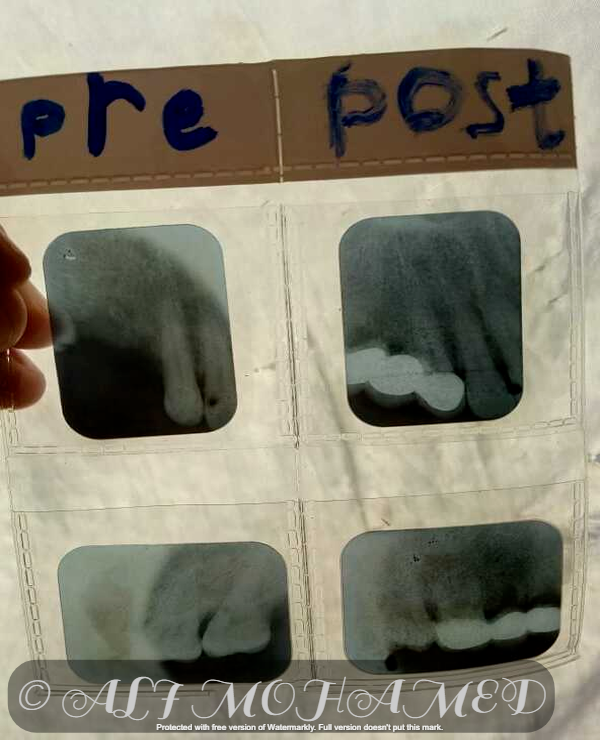 pre post
© ALI MOHAMED
Protected with free version of Watermarkly. Full version doesn't put this mark.